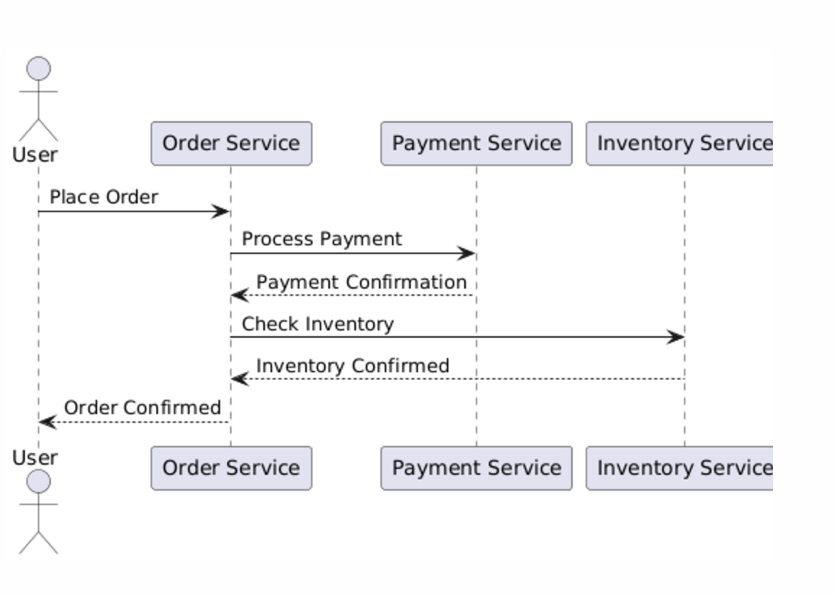 User
Order Service
Payment Service
Inventory Service
Place Order
Process Payment
Payment Confirmation
Check Inventory
Inventory Confirmed
Order Confirmed
User
Order Service
Payment Service
Inventory Service